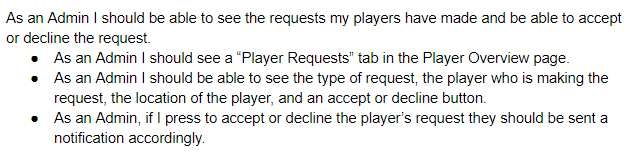 As an Admin I should be able to see the requests my players have made and be able to accept
or decline the request.
● As an Admin I should see a “Player Requests” tab in the Player Overview page.
● As an Admin I should be able to see the type of request, the player who is making the
request, the location of the player, and an accept or decline button.
● As an Admin, if I press to accept or decline the player’s request they should be sent a
notification accordingly.